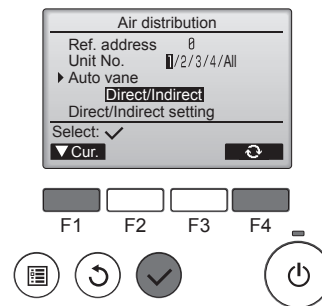 Air distribution
Ref. address 0
Unit No. 1/2/3/4/All
Auto vane
Direct/Indirect
Direct/Indirect setting
Select:
Cur.
F1 F2 F3 F4